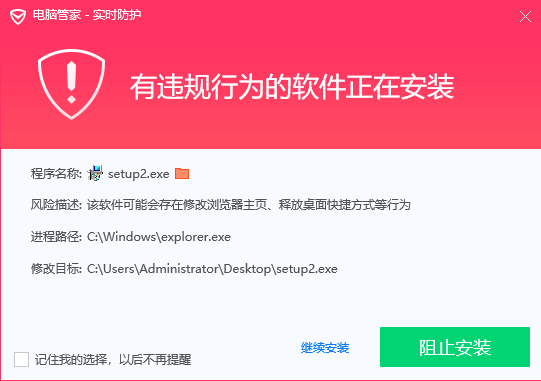 电脑管家 - 实时防护
有违规行为的软件正在安装
程序名称: setup2.exe
风险描述: 该软件可能会存在修改浏览器主页、释放桌面快捷方式等行为
进程路径: C:\Windows\explorer.exe
修改目标: C:\Users\Administrator\Desktop\setup2.exe
继续安装
阻止安装
记住我的选择，以后不再提醒